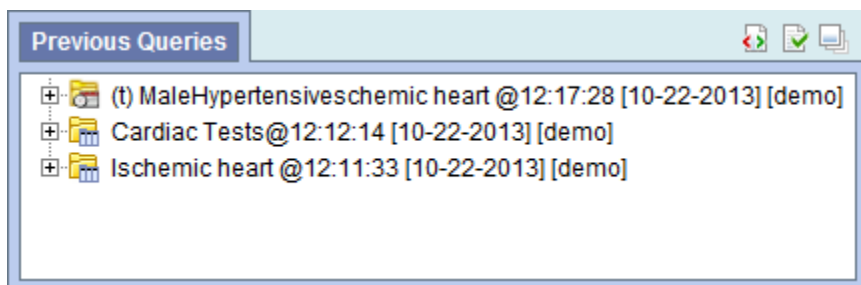 Previous Queries
(t) MaleHypertensiveschemic heart @12:17:28 [10-22-2013] [demo]
Cardiac Tests@12:12:14 [10-22-2013] [demo]
Ischemic heart @12:11:33 [10-22-2013] [demo]